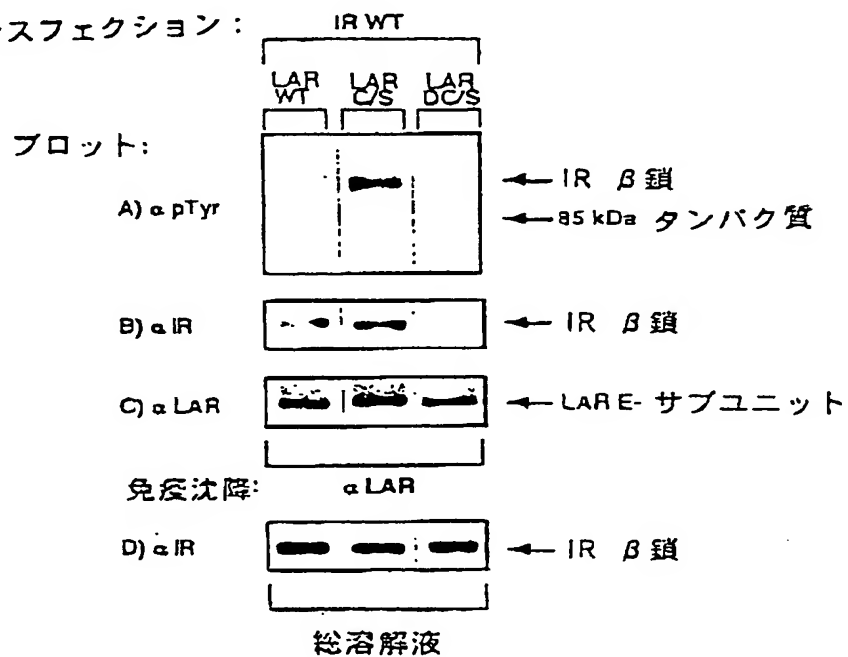 スフェクション: IR WT
LAR WT LAR C/S LAR DC/S
ブロット:
A) α pTyr
IR β鎖
85 kDa タンパク質
B) α IR IR β鎖
C) α LAR LAR E- サブユニット
免疫沈降: α LAR
D) α IR IR β鎖
総溶解液